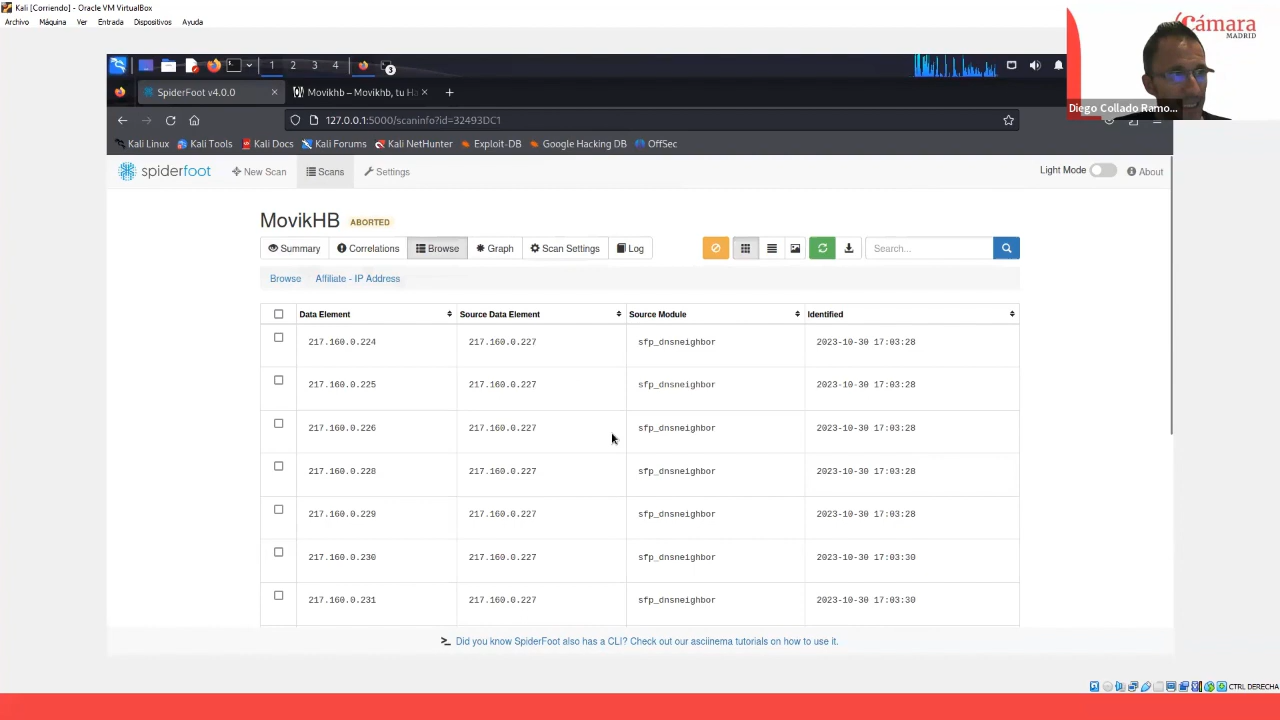 Kali [Corriendo] - Oracle VM VirtualBox
Archivo Máquina Ver Entrada Dispositivos Ayuda
Cámara
MADRID
1 2 3 4
3
SpiderFoot v4.0.0
Movikhb – Movikhb, tu Ho
Diego Collado Ramo...
127.0.0.1:5000/scaninfo?id=32493DC1
Kali Linux Kali Tools Kali Docs Kali Forums Kali NetHunter Exploit-DB Google Hacking DB OffSec
spiderfoot New Scan Scans Settings Light Mode About
MovikHB ABORTED
Summary Correlations Browse Graph Scan Settings Log Search...
Browse Affiliate - IP Address
Data Element Source Data Element Source Module Identified
217.160.0.224 217.160.0.227 sfp_dnsneighbor 2023-10-30 17:03:28
217.160.0.225 217.160.0.227 sfp_dnsneighbor 2023-10-30 17:03:28
217.160.0.226 217.160.0.227 sfp_dnsneighbor 2023-10-30 17:03:28
217.160.0.228 217.160.0.227 sfp_dnsneighbor 2023-10-30 17:03:28
217.160.0.229 217.160.0.227 sfp_dnsneighbor 2023-10-30 17:03:28
217.160.0.230 217.160.0.227 sfp_dnsneighbor 2023-10-30 17:03:30
217.160.0.231 217.160.0.227 sfp_dnsneighbor 2023-10-30 17:03:30
Did you know SpiderFoot also has a CLI? Check out our asciinema tutorials on how to use it.
CTRL DERECHA